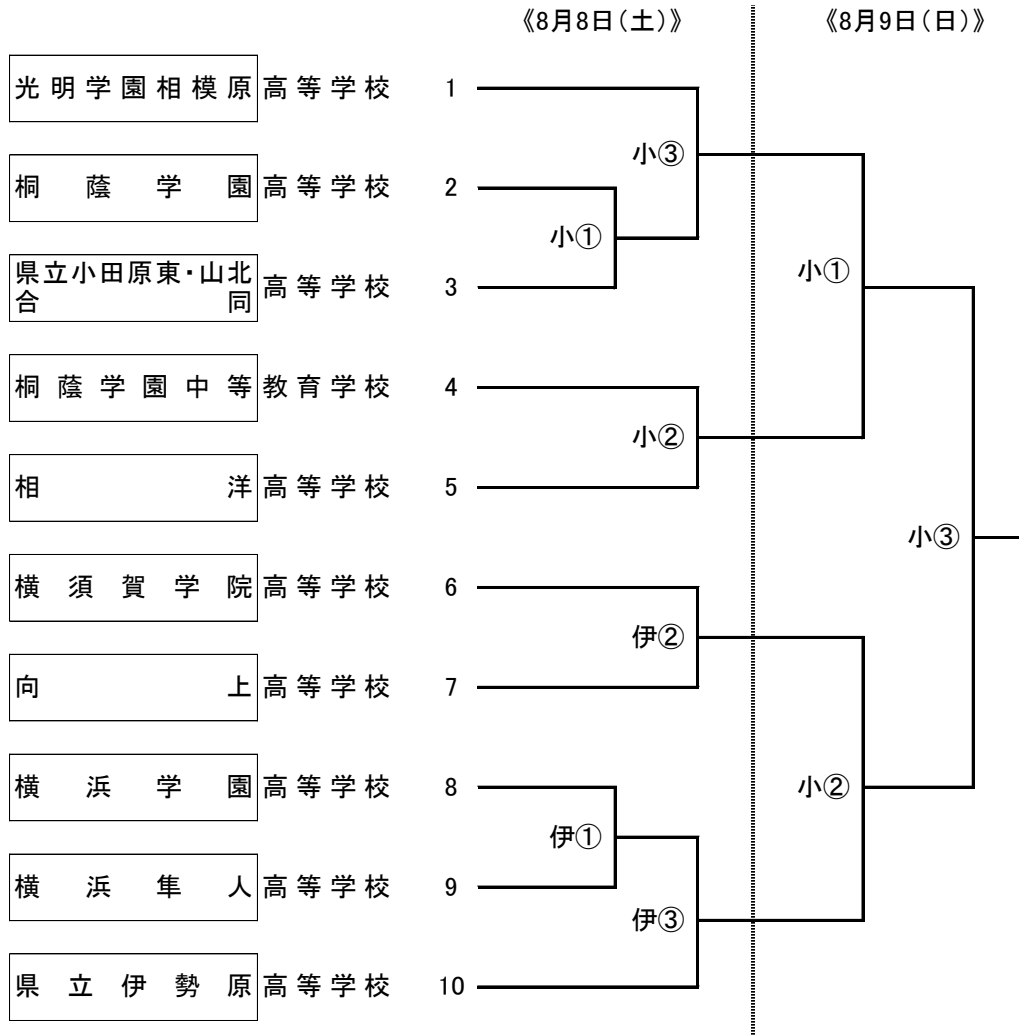 《8月8日(土)》 《8月9日(日)》
光明学園相模原高等学校 1
小③
桐蔭学園高等学校 2
小①
小①
県立小田原東・山北
合同
高等学校 3
桐蔭学園中等教育学校 4
小②
相洋高等学校 5
小③
横須賀学院高等学校 6
伊②
向上高等学校 7
横浜学園高等学校 8
小②
伊①
横浜隼人高等学校 9
伊③
県立伊勢原高等学校 10